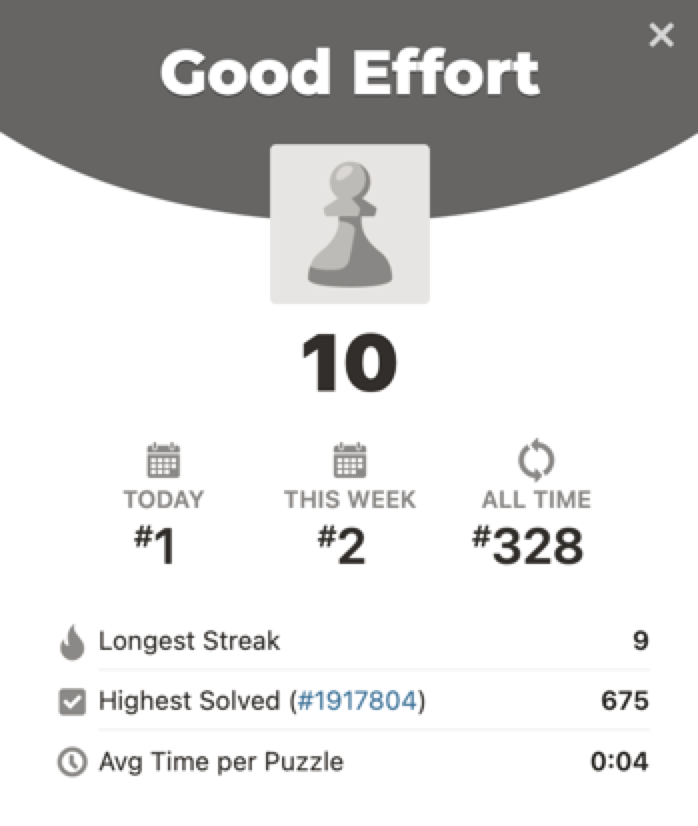 Good Effort
10
TODAY THIS WEEK ALL TIME
#1 #2 #328
Longest Streak 9
Highest Solved (#1917804) 675
Avg Time per Puzzle 0:04